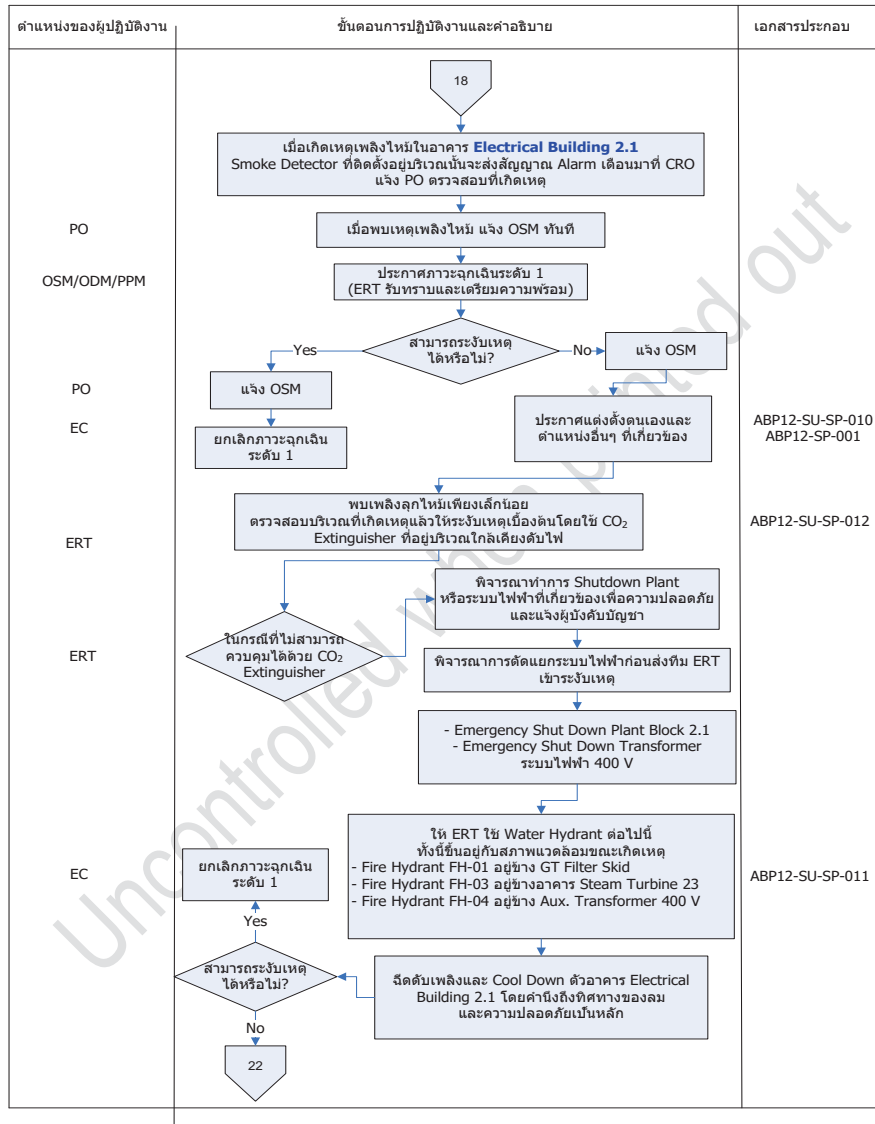 ตำแหน่งของผู้ปฏิบัติงาน
ขั้นตอนการปฏิบัติงานและคำอธิบาย
เอกสารประกอบ
18
เมื่อเกิดเหตุเพลิงไหม้ในอาคาร Electrical Building 2.1
Smoke Detector ที่ติดตั้งอยู่บริเวณนั้นจะส่งสัญญาณ Alarm เตือนมาที่ CRO
แจ้ง PO ตรวจสอบที่เกิดเหตุ
PO
เมื่อพบเหตุเพลิงไหม้ แจ้ง OSM ทันที
OSM/ODM/PPM
ประกาศภาวะฉุกเฉินระดับ 1
(ERT รับทราบและเตรียมความพร้อม)
สามารถระงับเหตุ
ได้หรือไม่?
Yes
No
แจ้ง OSM
PO
แจ้ง OSM
EC
ยกเลิกภาวะฉุกเฉิน
ระดับ 1
ประกาศแต่งตั้งตนเองและ
ตำแหน่งอื่นๆ ที่เกี่ยวข้อง
ABP12-SU-SP-010
ABP12-SP-001
พบเพลิงลุกไหม้เพียงเล็กน้อย
ตรวจสอบบริเวณที่เกิดเหตุแล้วให้ระงับเหตุเบื้องต้นโดยใช้ CO2
Extinguisher ที่อยู่บริเวณใกล้เคียงดับไฟ
ABP12-SU-SP-012
ERT
พิจารณาทำการ Shutdown Plant
หรือระบบไฟฟ้าที่เกี่ยวข้องเพื่อความปลอดภัย
และแจ้งผู้บังคับบัญชา
ERT
ในกรณีที่ไม่สามารถ
ควบคุมได้ด้วย CO2
Extinguisher
พิจารณาการตัดแยกระบบไฟฟ้าก่อนส่งทีม ERT
เข้าระงับเหตุ
- Emergency Shut Down Plant Block 2.1
- Emergency Shut Down Transformer
ระบบไฟฟ้า 400 V
ให้ ERT ใช้ Water Hydrant ต่อไปนี้
ทั้งนี้ขึ้นอยู่กับสภาพแวดล้อมขณะเกิดเหตุ
- Fire Hydrant FH-01 อยู่ข้าง GT Filter Skid
- Fire Hydrant FH-03 อยู่ข้างอาคาร Steam Turbine 23
- Fire Hydrant FH-04 อยู่ข้าง Aux. Transformer 400 V
EC
ยกเลิกภาวะฉุกเฉิน
ระดับ 1
ABP12-SU-SP-011
Yes
สามารถระงับเหตุ
ได้หรือไม่?
ฉีดดับเพลิงและ Cool Down ตัวอาคาร Electrical
Building 2.1 โดยคำนึงถึงทิศทางของลม
และความปลอดภัยเป็นหลัก
No
22
Uncontrolled when printed out